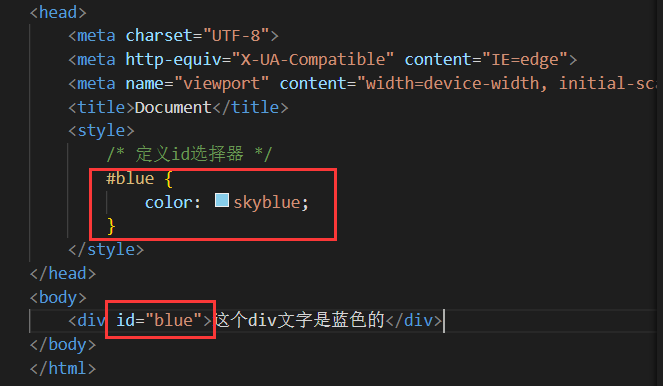 <head>
<meta charset="UTF-8">
<meta http-equiv="X-UA-Compatible" content="IE=edge">
<meta name="viewport" content="width=device-width, initial-sca
<title>Document</title>
<style>
/* 定义id选择器 */
#blue {
color: skyblue;
}
</style>
</head>
<body>
<div id="blue">这个div文字是蓝色的</div>
</body>
</html>